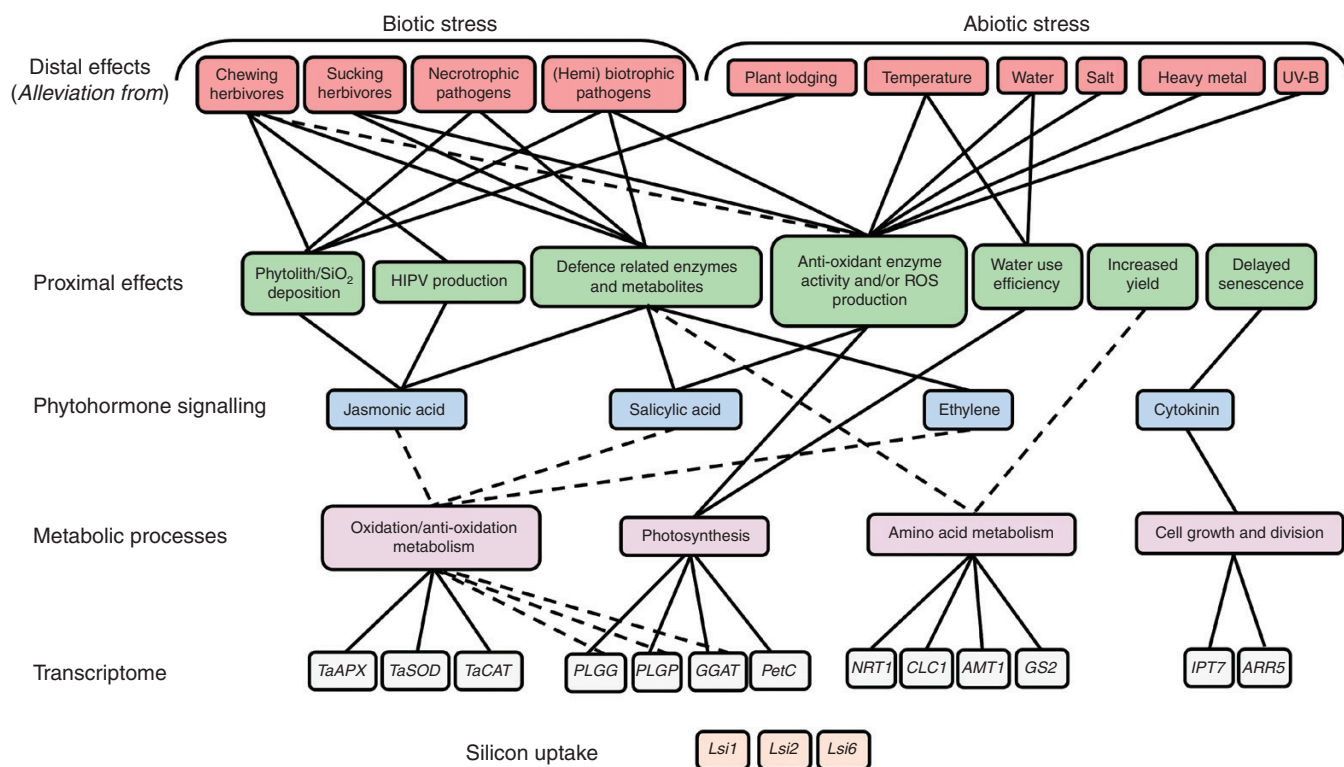 Biotic stress
Abiotic stress
Distal effects
(Alleviation from)
Chewing
herbivores
Sucking
herbivores
Necrotrophic
pathogens
(Hemi) biotrophic
pathogens
Plant lodging
Temperature
Water
Salt
Heavy metal
UV-B
Proximal effects
Phytolith/SiO₂
deposition
HIPV production
Defence related enzymes
and metabolites
Anti-oxidant enzyme
activity and/or ROS
production
Water use
efficiency
Increased
yield
Delayed
senescence
Phytohormone signalling
Jasmonic acid
Salicylic acid
Ethylene
Cytokinin
Metabolic processes
Oxidation/anti-oxidation
metabolism
Photosynthesis
Amino acid metabolism
Cell growth and division
Transcriptome
TaAPX
TaSOD
TaCAT
PLGG
PLGP
GGAT
PetC
NRT1
CLC1
AMT1
GS2
IPT7
ARR5
Silicon uptake
Lsi1
Lsi2
Lsi6